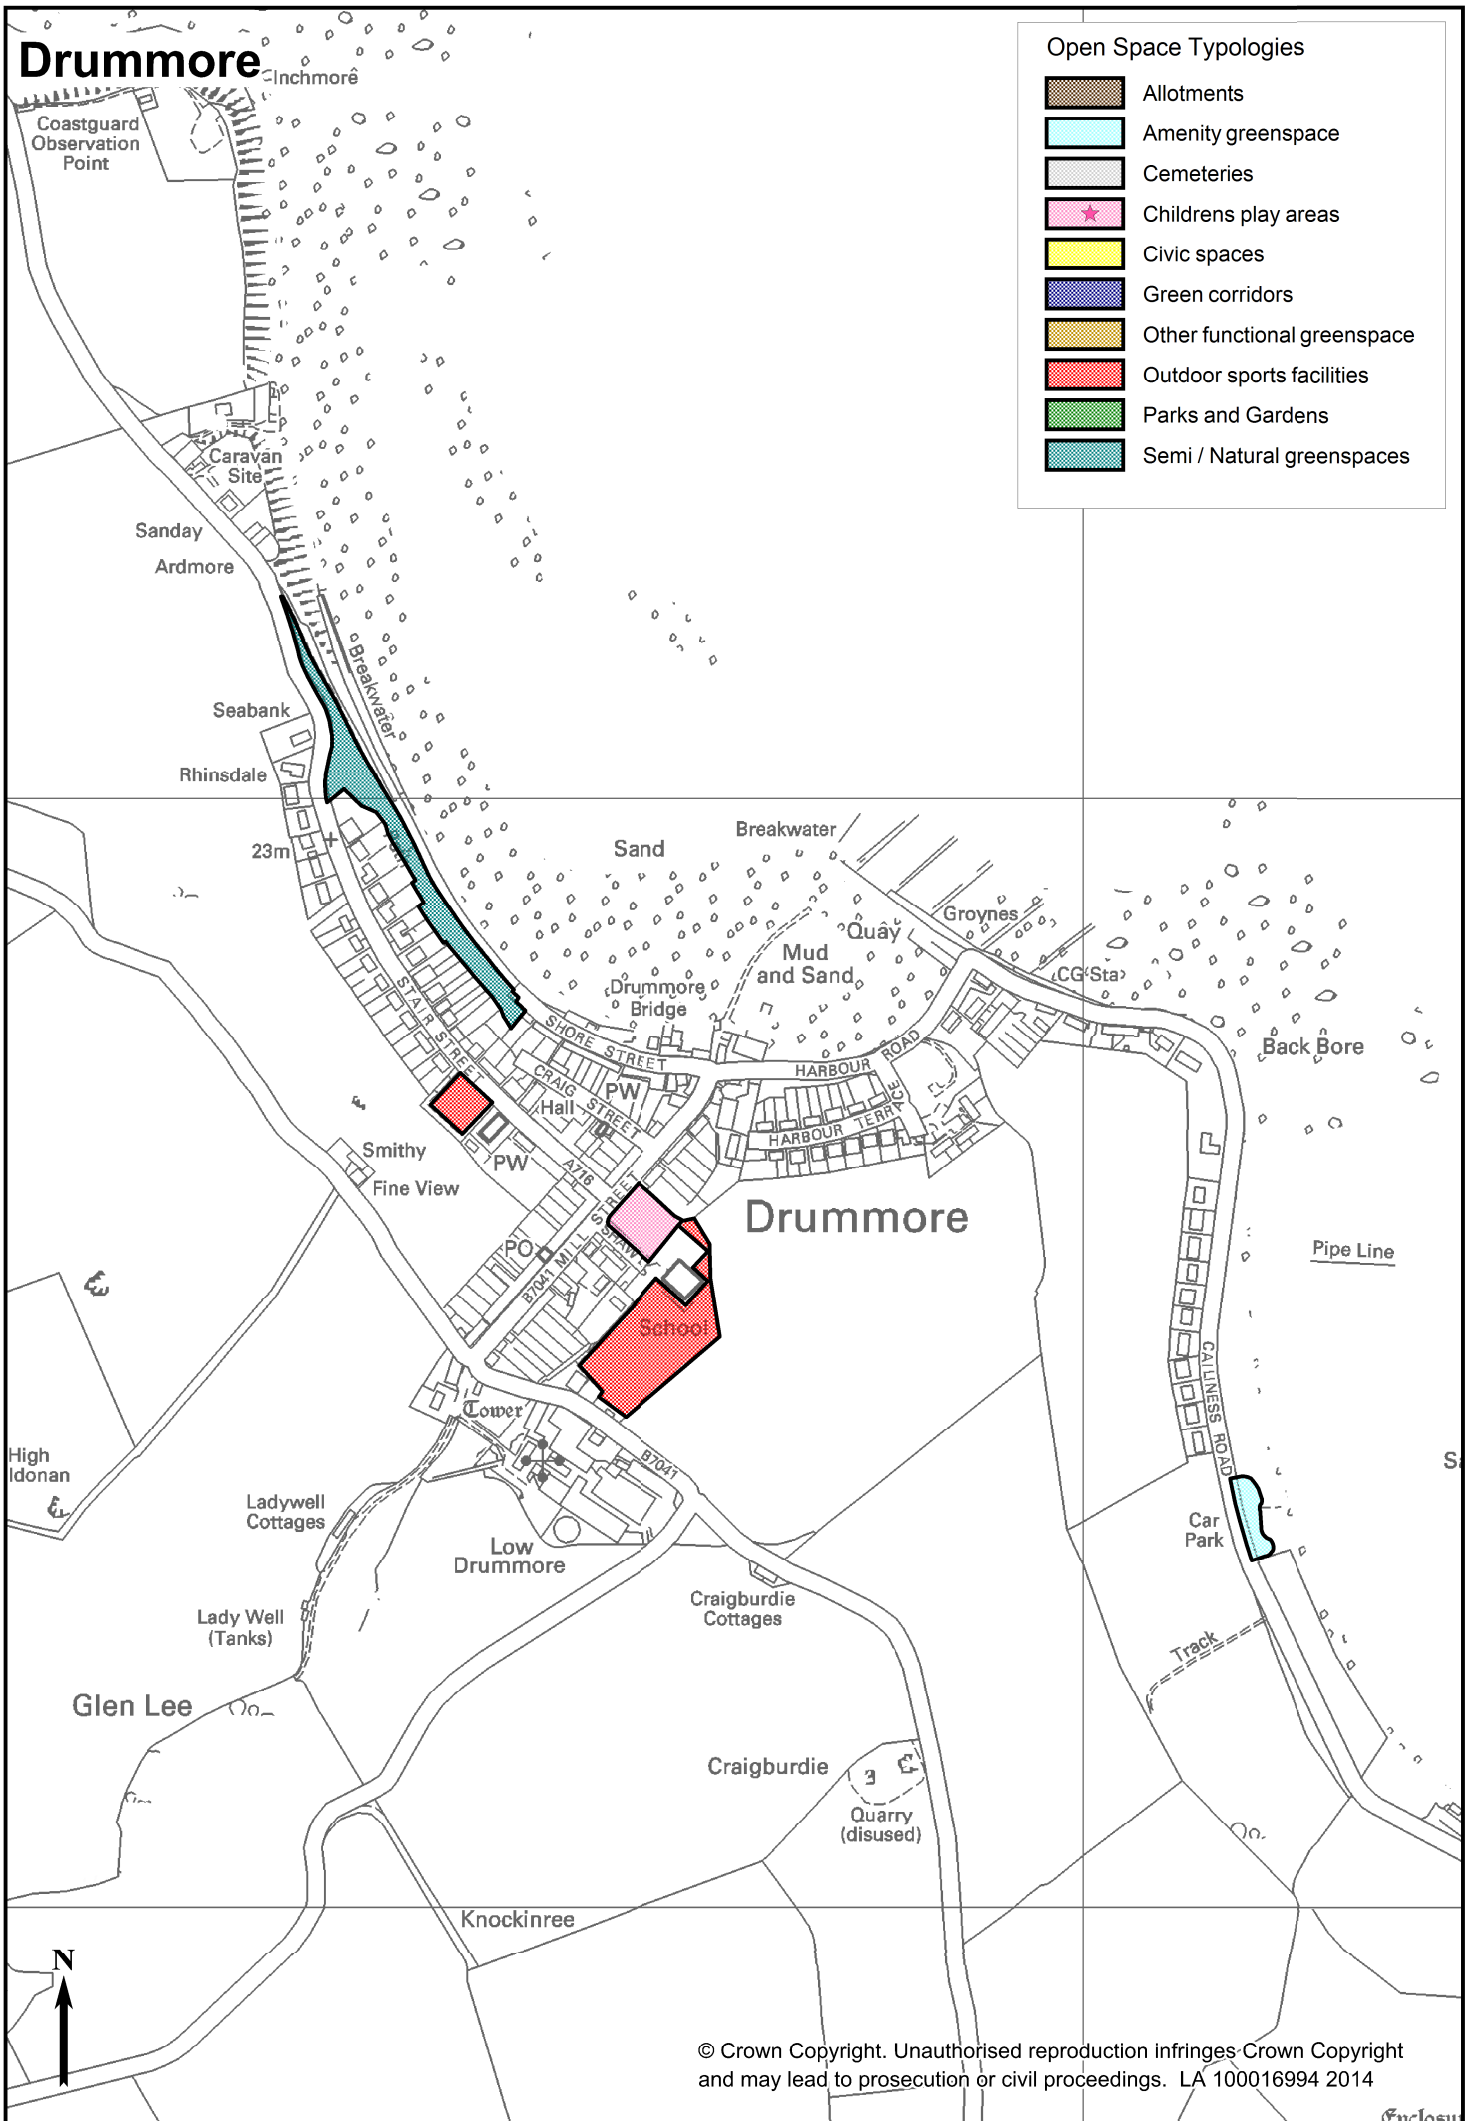 Drummore
Inchmore
Coastguard
Observation
Point
Open Space Typologies
Allotments
Amenity greenspace
Cemeteries
Childrens play areas
Civic spaces
Green corridors
Other functional greenspace
Outdoor sports facilities
Parks and Gardens
Semi / Natural greenspaces
Caravan
Site
Sanday
Ardmore
Breakwater
Seabank
Rhinsdale
23m
Sand
Breakwater
Groynes
Quay
Mud
and Sand
CG Sta
Drummore
Bridge
STAIR STREET
SHORE STREET
HARBOUR ROAD
Back Bore
CRAIG STREET
PW
Hall
HARBOUR TERRACE
Smithy
PW
A716
Fine View
Drummore
PO
B7041 MILL STREET
Pipe Line
School
CAILINESS ROAD
Tower
High
B7041
Ladywell
Cottages
Car
Park
Low
Drummore
Craigburdie
Cottages
Lady Well
(Tanks)
Track
Glen Lee
Craigburdie
Quarry
(disused)
Knockinree
N
© Crown Copyright. Unauthorised reproduction infringes Crown Copyright
and may lead to prosecution or civil proceedings. LA 100016994 2014